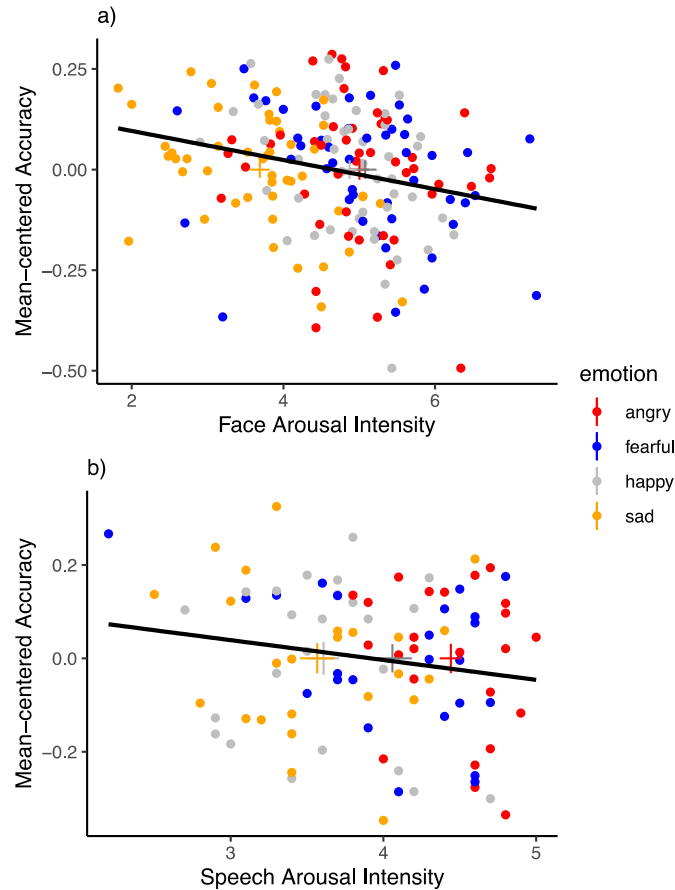 a)
Mean−centered Accuracy
0.25
0.00
−0.25
−0.50
2
4
6
Face Arousal Intensity
emotion
angry
fearful
happy
sad
b)
Mean−centered Accuracy
0.2
0.0
−0.2
3
4
5
Speech Arousal Intensity